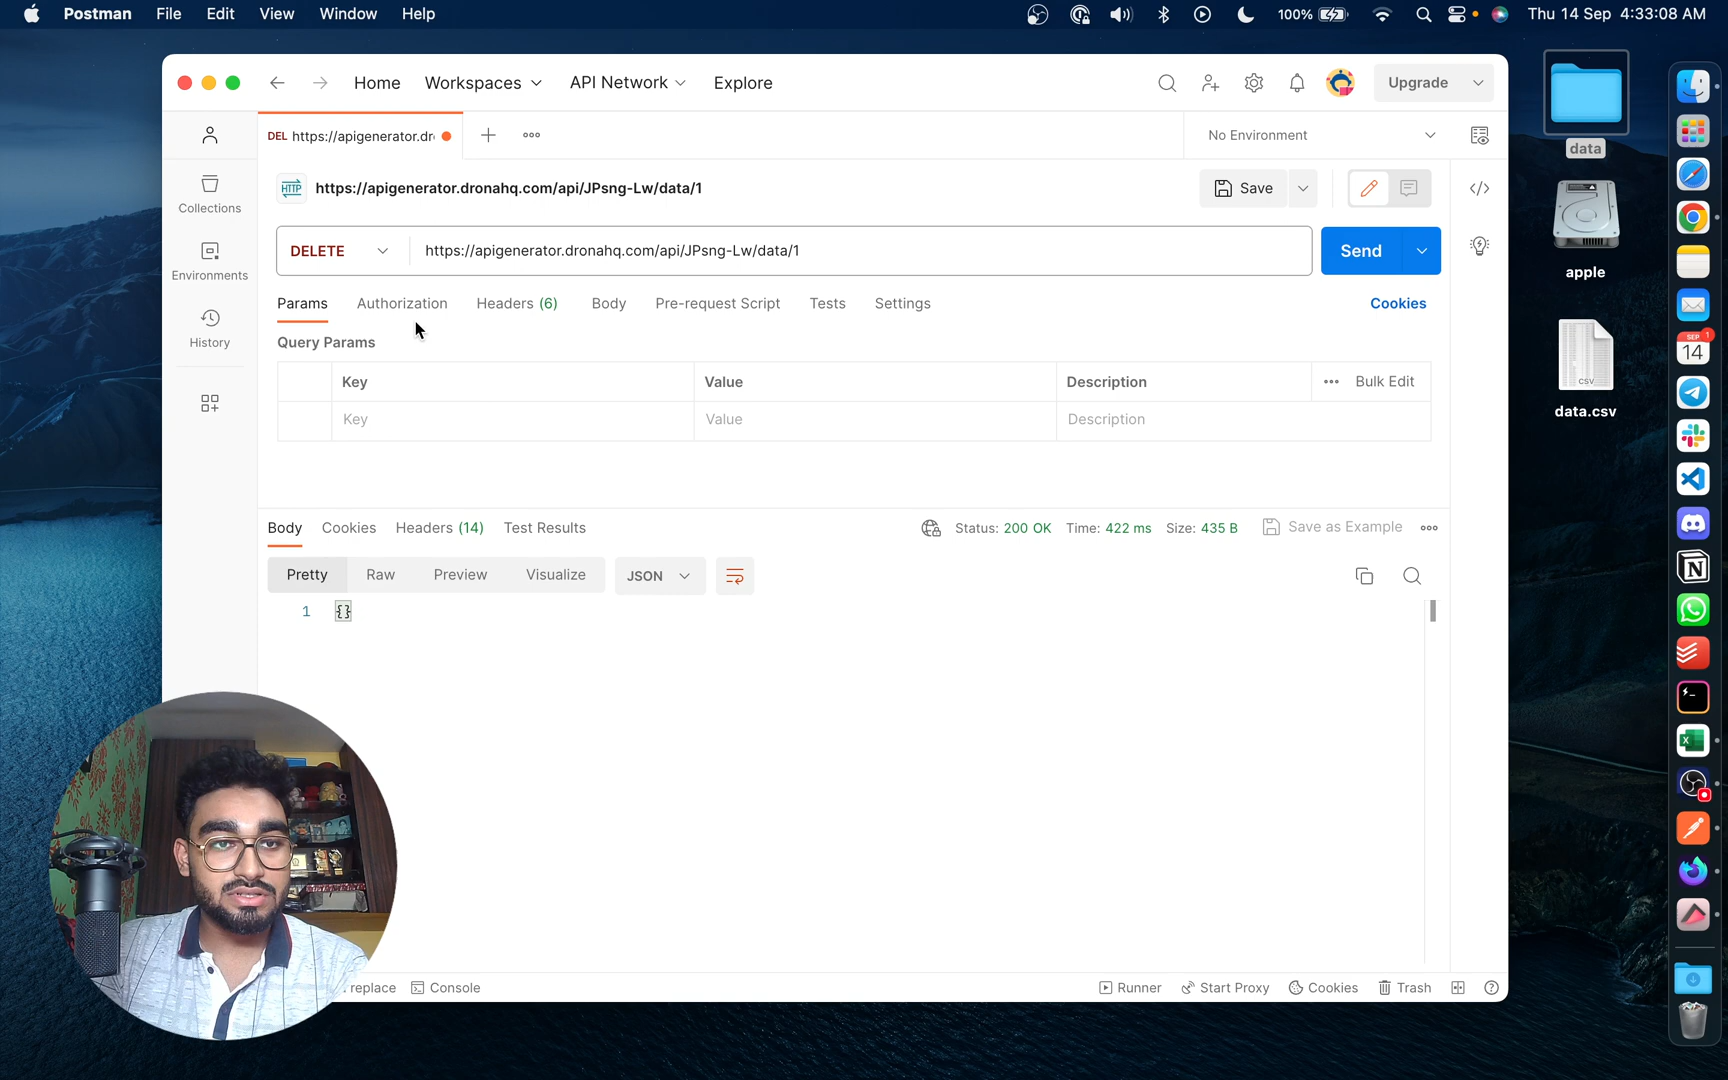 Postman File Edit View Window Help 100% Thu 14 Sep 4:33:08 AM
Home Workspaces API Network Explore Upgrade
DEL https://apigenerator.dr No Environment
HTTP https://apigenerator.dronahq.com/api/JPsng-Lw/data/1 Save
DELETE https://apigenerator.dronahq.com/api/JPsng-Lw/data/1 Send
Params Authorization Headers (6) Body Pre-request Script Tests Settings Cookies
Query Params
Key Value Description Bulk Edit
Key Value Description
Body Cookies Headers (14) Test Results Status: 200 OK Time: 422 ms Size: 435 B Save as Example
Pretty Raw Preview Visualize JSON
1 {}
replace Console Runner Start Proxy Cookies Trash
Collections
Environments
History
data
apple
CSV
data.csv
SEP 1
14